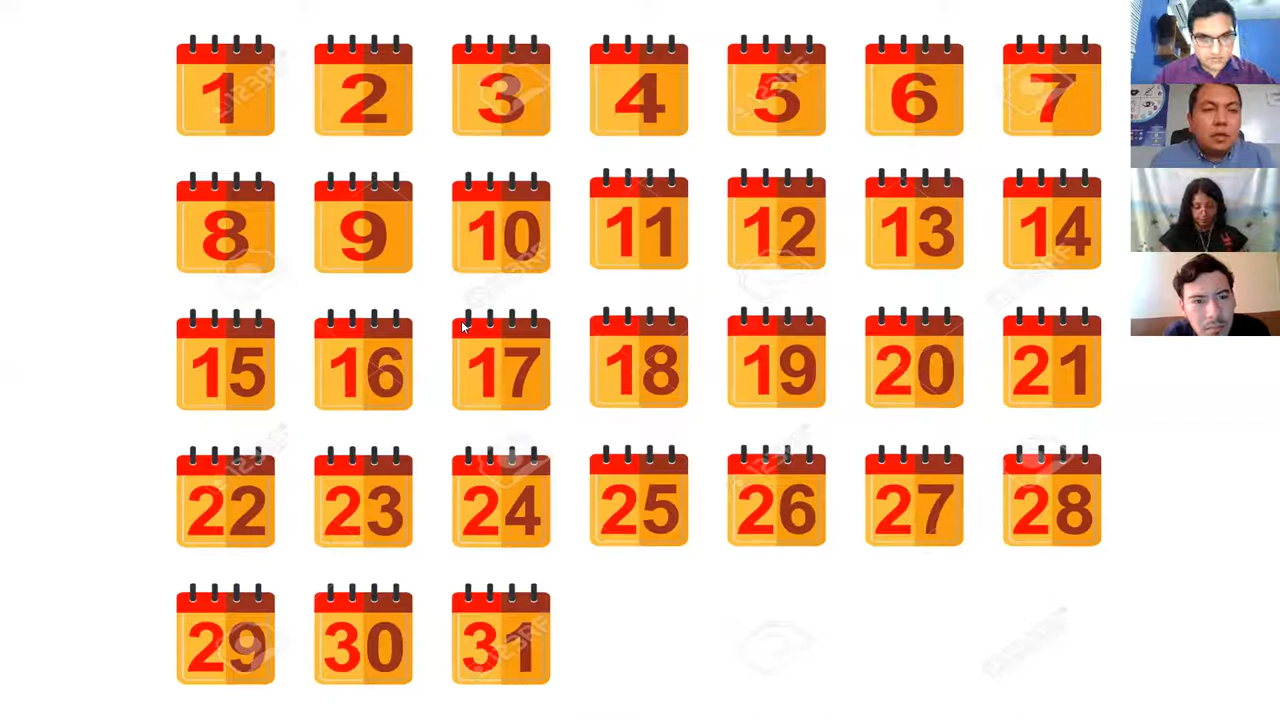 1 2 3 4 5 6 7
8 9 10 11 12 13 14
15 16 17 18 19 20 21
22 23 24 25 26 27 28
29 30 31
123RF